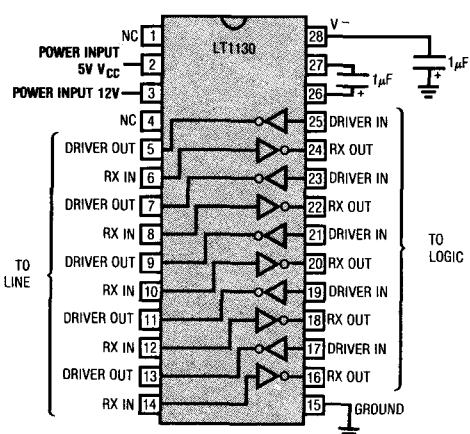 LT1130
NC 1
POWER INPUT
5V VCC 2
POWER INPUT 12V 3
NC 4
DRIVER OUT 5
RX IN 6
DRIVER OUT 7
RX IN 8
DRIVER OUT 9
RX IN 10
DRIVER OUT 11
RX IN 12
DRIVER OUT 13
RX IN 14
TO
LINE
28 V−
1µF
+
27
1µF
+
26
25 DRIVER IN
24 RX OUT
23 DRIVER IN
22 RX OUT
21 DRIVER IN
20 RX OUT
19 DRIVER IN
18 RX OUT
17 DRIVER IN
16 RX OUT
15 GROUND
TO
LOGIC